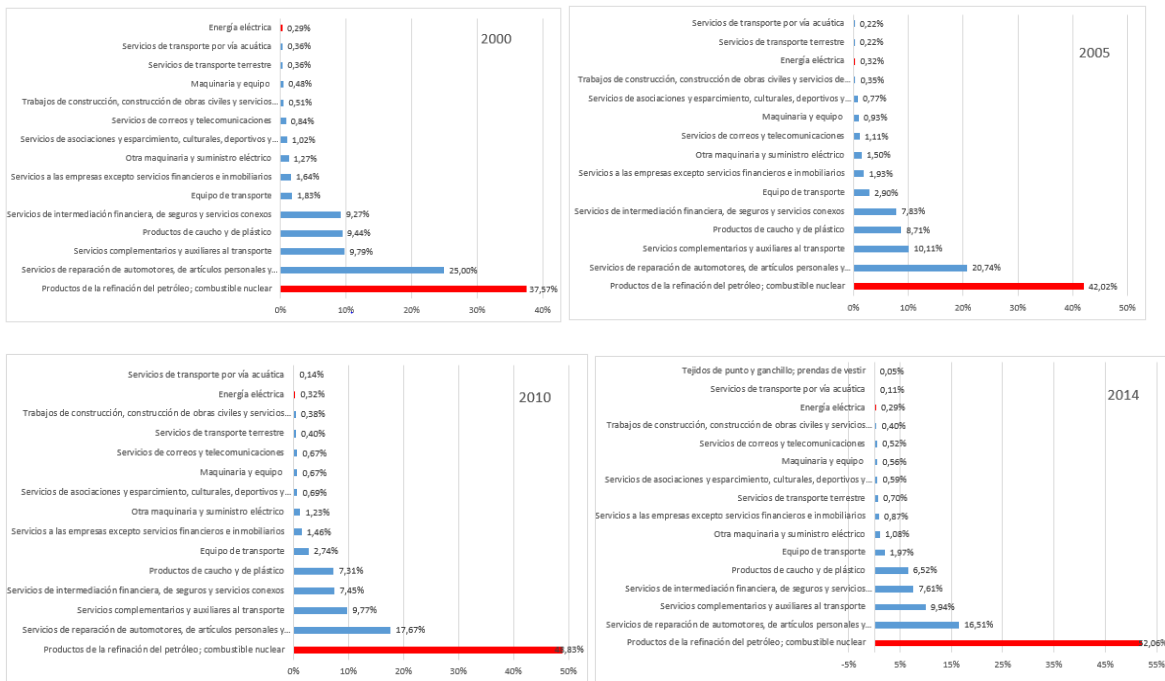 2000
Energía eléctrica 0,29%
Servicios de transporte por vía acuática 0,36%
Servicios de transporte terrestre 0,36%
Maquinaria y equipo 0,48%
Trabajos de construcción, construcción de obras civiles y servicios... 0,51%
Servicios de correos y telecomunicaciones 0,84%
Servicios de asociaciones y esparcimiento, culturales, deportivos y... 1,02%
Otra maquinaria y suministro eléctrico 1,27%
Servicios a las empresas excepto servicios financieros e inmobiliarios 1,64%
Equipo de transporte 1,83%
Servicios de intermediación financiera, de seguros y servicios conexos 9,27%
Productos de caucho y de plástico 9,44%
Servicios complementarios y auxiliares al transporte 9,79%
Servicios de reparación de automotores, de artículos personales y... 25,00%
Productos de la refinación del petróleo; combustible nuclear 37,57%
0% 10% 20% 30% 40%
2005
Servicios de transporte por vía acuática 0,22%
Servicios de transporte terrestre 0,22%
Energía eléctrica 0,32%
Trabajos de construcción, construcción de obras civiles y servicios de... 0,35%
Servicios de asociaciones y esparcimiento, culturales, deportivos y... 0,77%
Maquinaria y equipo 0,93%
Servicios de correos y telecomunicaciones 1,11%
Otra maquinaria y suministro eléctrico 1,50%
Servicios a las empresas excepto servicios financieros e inmobiliarios 1,93%
Equipo de transporte 2,90%
Servicios de intermediación financiera, de seguros y servicios conexos 7,83%
Productos de caucho y de plástico 8,71%
Servicios complementarios y auxiliares al transporte 10,11%
Servicios de reparación de automotores, de artículos personales y... 20,74%
Productos de la refinación del petróleo; combustible nuclear 42,02%
0% 10% 20% 30% 40% 50%
2010
Servicios de transporte por vía acuática 0,14%
Energía eléctrica 0,32%
Trabajos de construcción, construcción de obras civiles y servicios... 0,38%
Servicios de transporte terrestre 0,40%
Servicios de correos y telecomunicaciones 0,67%
Maquinaria y equipo 0,67%
Servicios de asociaciones y esparcimiento, culturales, deportivos y... 0,69%
Otra maquinaria y suministro eléctrico 1,23%
Servicios a las empresas excepto servicios financieros e inmobiliarios 1,46%
Equipo de transporte 2,74%
Productos de caucho y de plástico 7,31%
Servicios de intermediación financiera, de seguros y servicios conexos 7,45%
Servicios complementarios y auxiliares al transporte 9,77%
Servicios de reparación de automotores, de artículos personales y... 17,67%
Productos de la refinación del petróleo; combustible nuclear
0% 10% 20% 30% 40% 50%
2014
Tejidos de punto y ganchillo; prendas de vestir 0,05%
Servicios de transporte por vía acuática 0,11%
Energía eléctrica 0,29%
Trabajos de construcción, construcción de obras civiles y servicios... 0,40%
Servicios de correos y telecomunicaciones 0,52%
Maquinaria y equipo 0,56%
Servicios de asociaciones y esparcimiento, culturales, deportivos y... 0,59%
Servicios de transporte terrestre 0,70%
Servicios a las empresas excepto servicios financieros e inmobiliarios 0,87%
Otra maquinaria y suministro eléctrico 1,08%
Equipo de transporte 1,97%
Productos de caucho y de plástico 6,52%
Servicios de intermediación financiera, de seguros y servicios... 7,61%
Servicios complementarios y auxiliares al transporte 9,94%
Servicios de reparación de automotores, de artículos personales y... 16,51%
Productos de la refinación del petróleo; combustible nuclear 52,06%
-5% 5% 15% 25% 35% 45% 55%